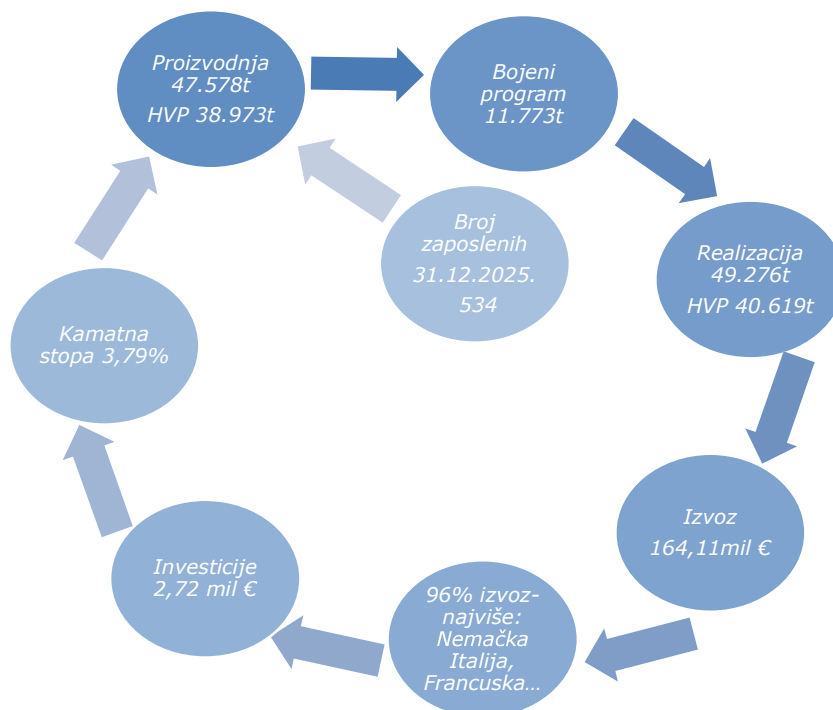 Proizvodnja
47.578t
HVP 38.973t
Bojeni
program
11.773t
Broj
zaposlenih
31.12.2025.
534
Realizacija
49.276t
HVP 40.619t
Izvoz
164,11mil €
96% izvoz-
najviše:
Nemačka
Italija,
Francuska…
Investicije
2,72 mil €
Kamatna
stopa 3,79%